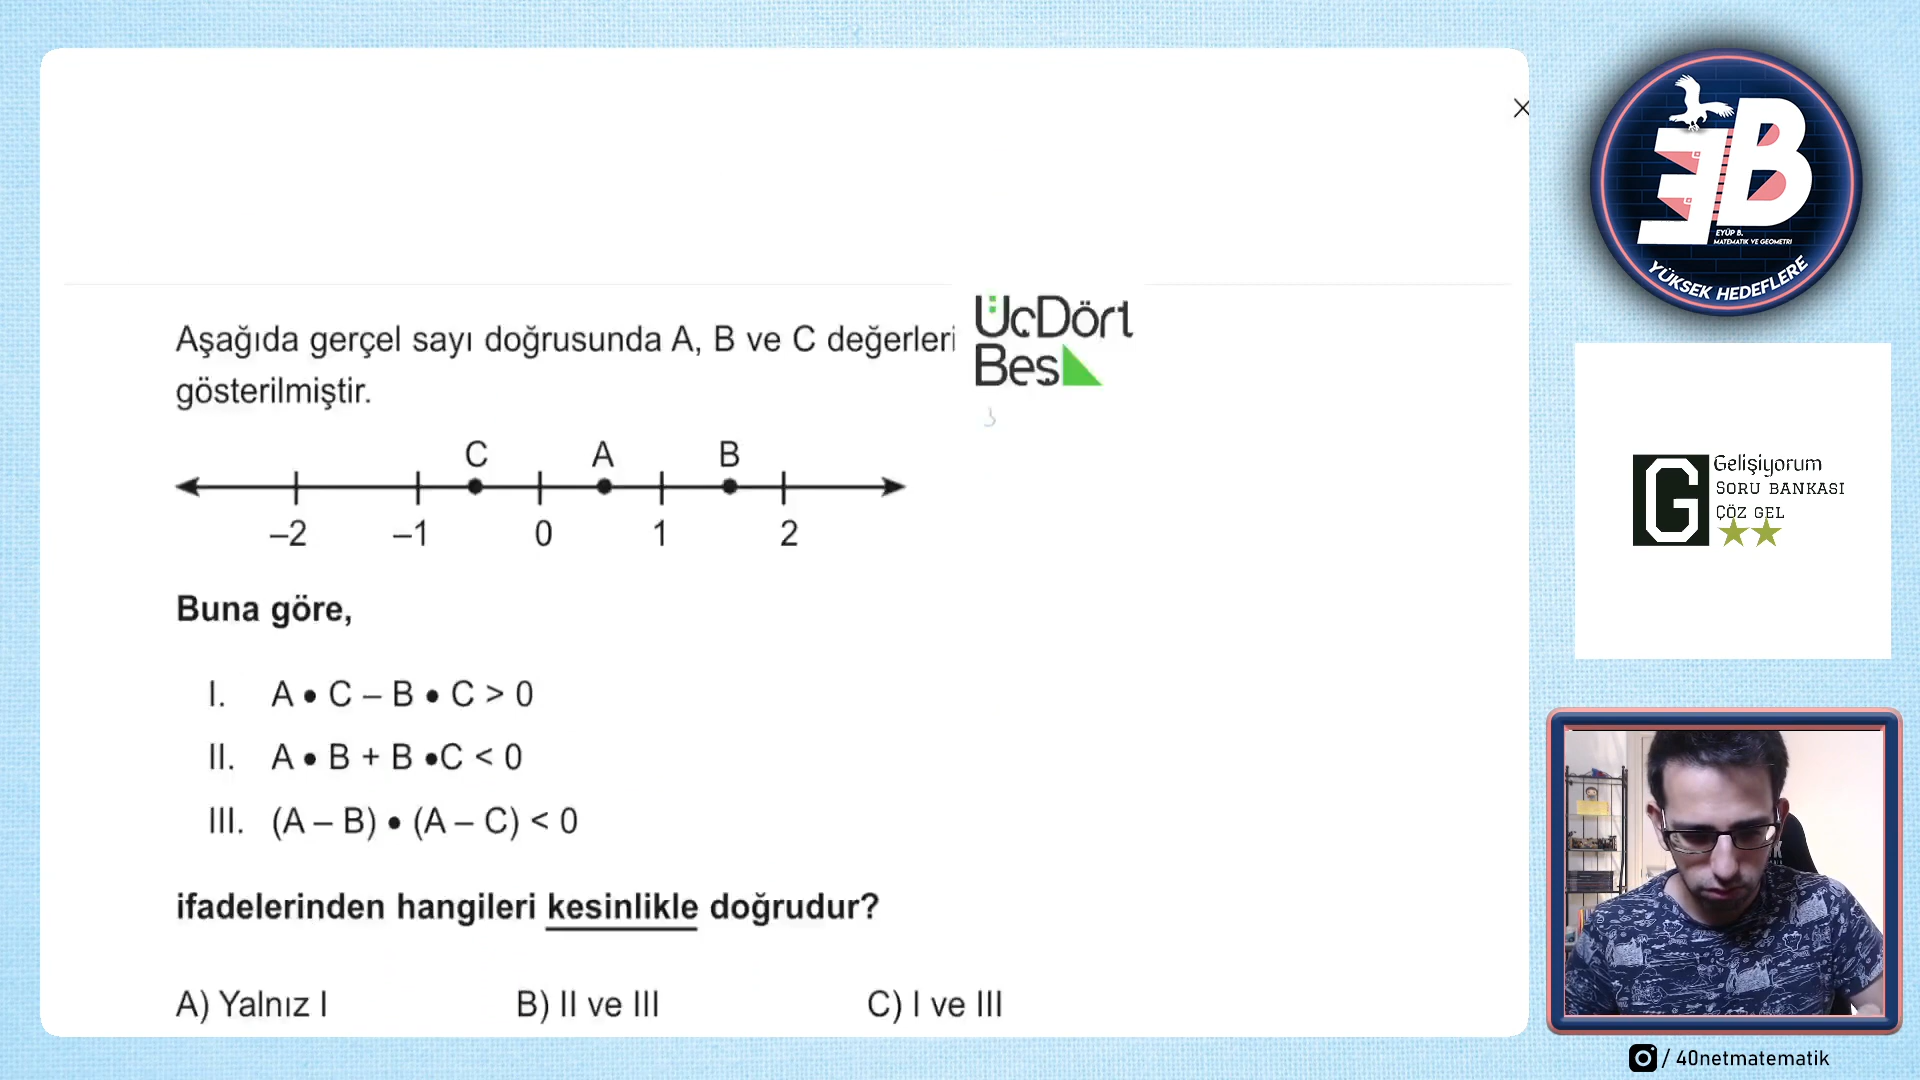 Aşağıda gerçel sayı doğrusunda A, B ve C değerleri
gösterilmiştir.
ÜçDört
Beş
C A B
–2 –1 0 1 2
Buna göre,
I. A • C – B • C > 0
II. A • B + B •C < 0
III. (A – B) • (A – C) < 0
ifadelerinden hangileri kesinlikle doğrudur?
A) Yalnız I B) II ve III C) I ve III
EB
EYÜP B.
MATEMATİK VE GEOMETRİ
YÜKSEK HEDEFLERE
G
Gelişiyorum
SORU BANKASI
ÇÖZ GEL
/ 40netmatematik